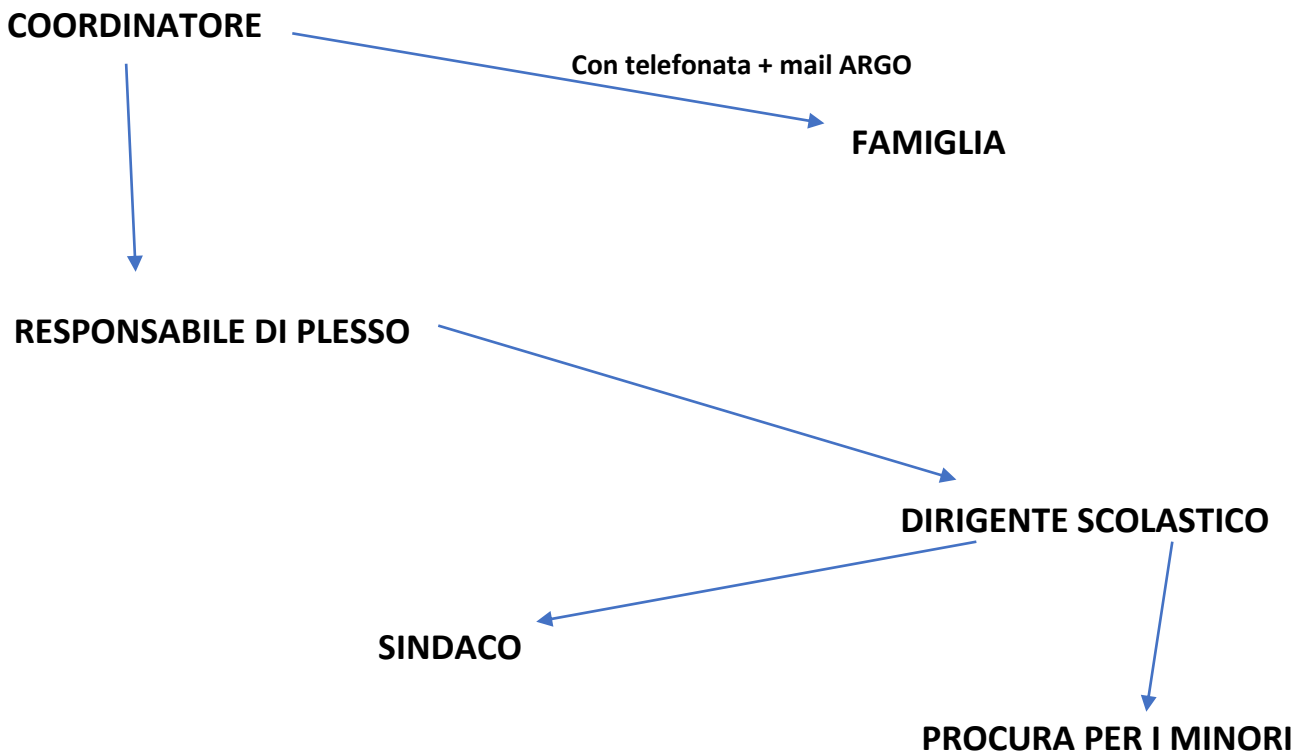 COORDINATORE
Con telefonata + mail ARGO
FAMIGLIA
RESPONSABILE DI PLESSO
DIRIGENTE SCOLASTICO
SINDACO
PROCURA PER I MINORI